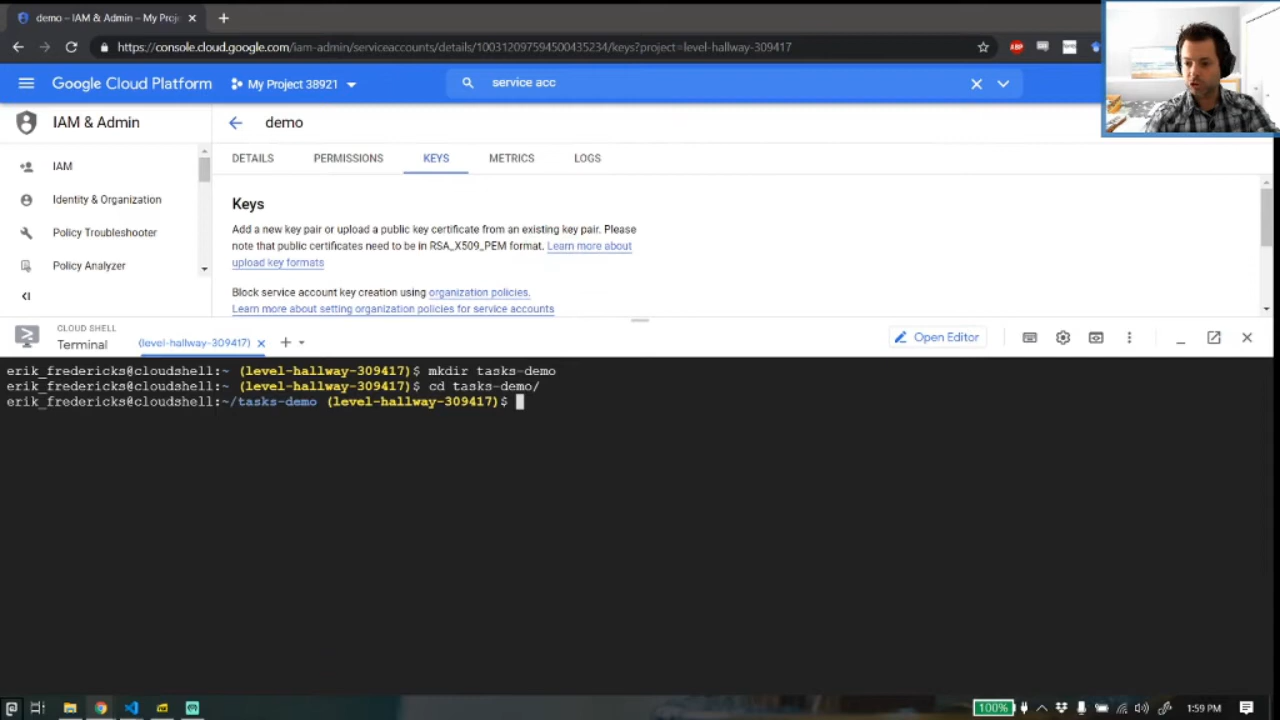 demo – IAM & Admin – My Proj
https://console.cloud.google.com/iam-admin/serviceaccounts/details/100312097594500435234/keys?project=level-hallway-309417
ABP
Google Cloud Platform
My Project 38921
service acc
IAM & Admin
demo
IAM
Identity & Organization
Policy Troubleshooter
Policy Analyzer
DETAILS PERMISSIONS KEYS METRICS LOGS
Keys
Add a new key pair or upload a public key certificate from an existing key pair. Please
note that public certificates need to be in RSA_X509_PEM format. Learn more about
upload key formats
Block service account key creation using organization policies.
Learn more about setting organization policies for service accounts
CLOUD SHELL
Terminal
(level-hallway-309417)
Open Editor
erik_fredericks@cloudshell:~ (level-hallway-309417)$ mkdir tasks-demo
erik_fredericks@cloudshell:~ (level-hallway-309417)$ cd tasks-demo/
erik_fredericks@cloudshell:~/tasks-demo (level-hallway-309417)$
100%
1:59 PM